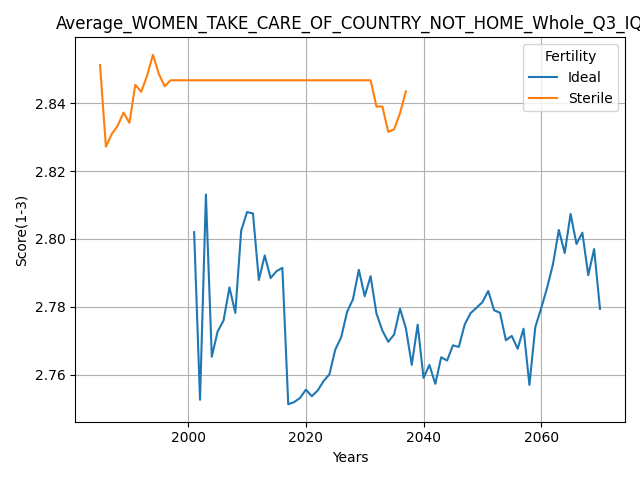 Average_WOMEN_TAKE_CARE_OF_COUNTRY_NOT_HOME_Whole_Q3_IQ
Fertility
Ideal
Sterile
Score(1-3)
2.84
2.82
2.80
2.78
2.76
2000 2020 2040 2060
Years